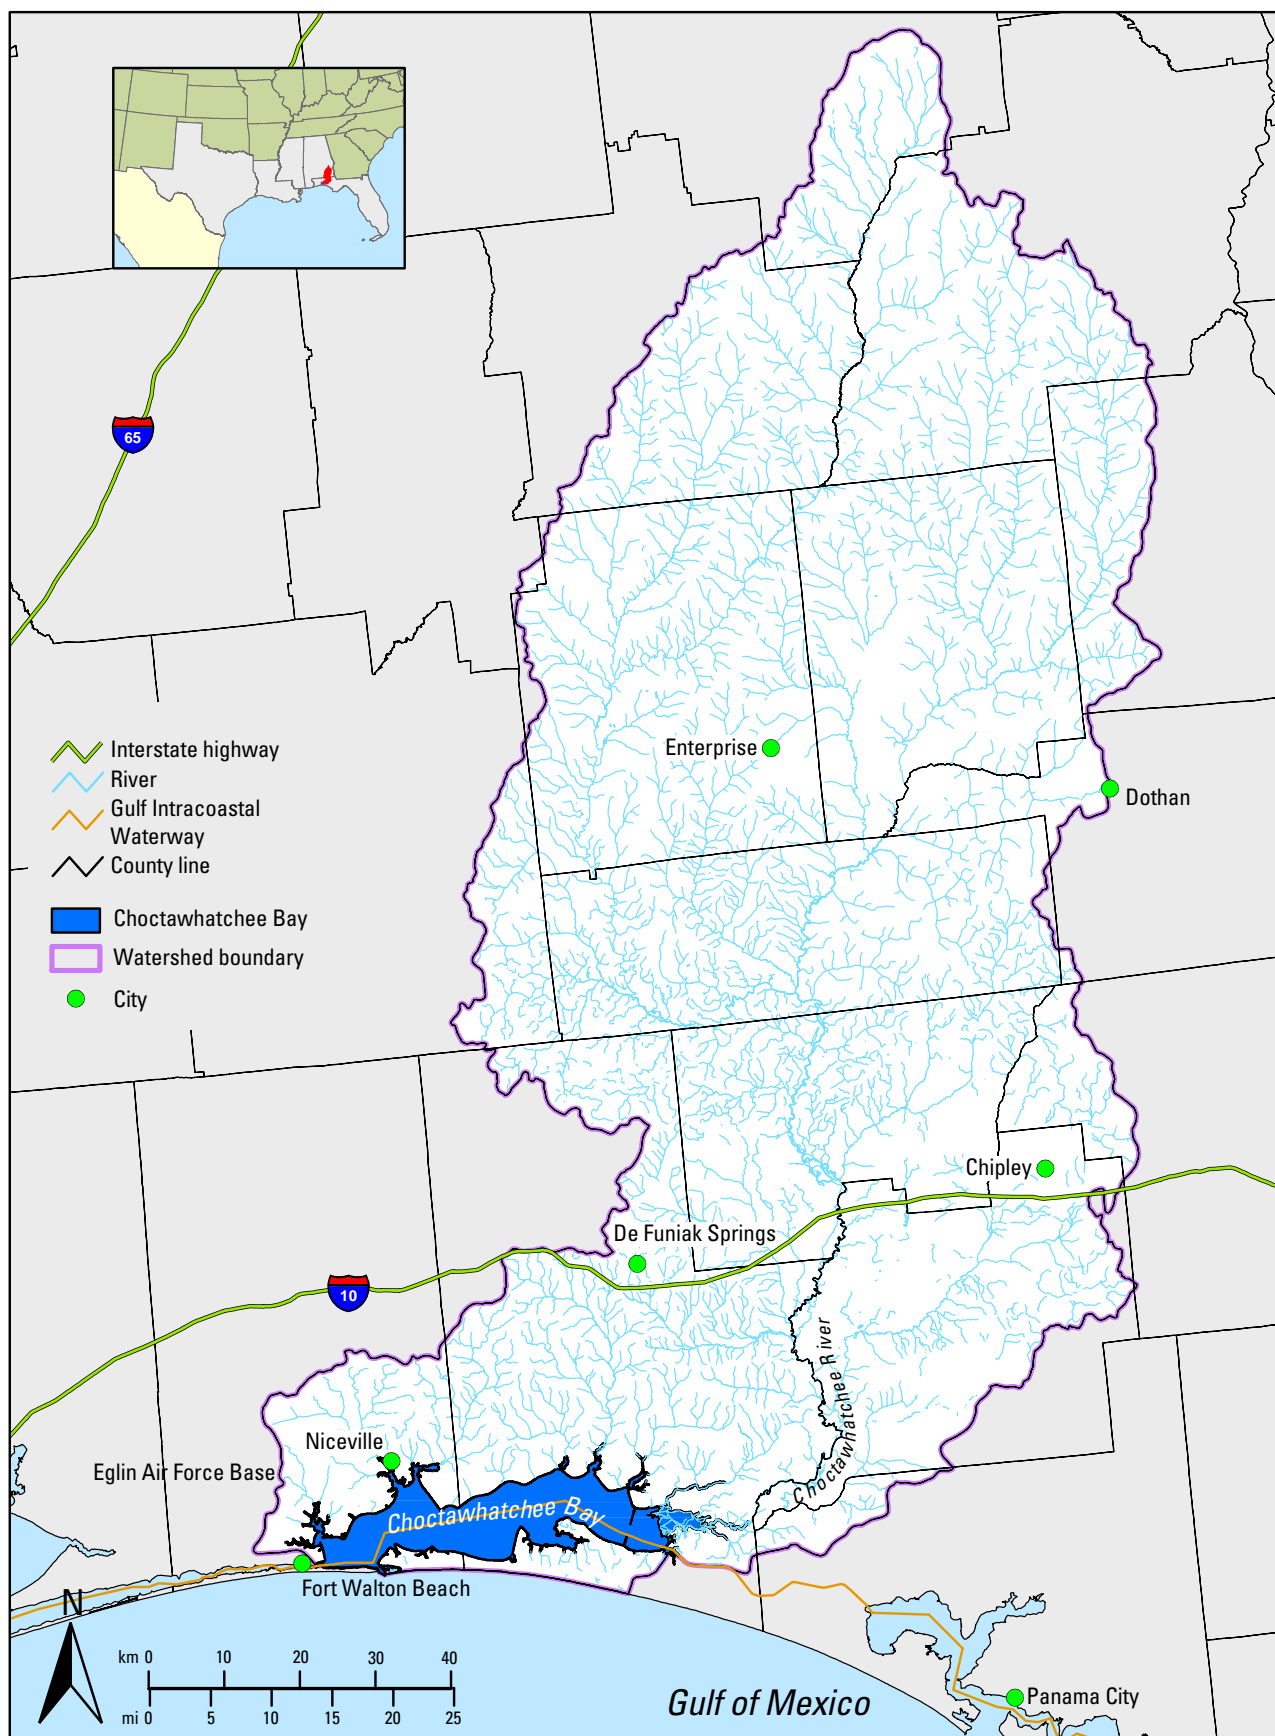 65
Interstate highway
River
Gulf Intracoastal
Waterway
County line
Choctawhatchee Bay
Watershed boundary
City
Enterprise
Dothan
Chipley
De Funiak Springs
10
Choctawhatchee River
Niceville
Eglin Air Force Base
Choctawhatchee Bay
Fort Walton Beach
N
km 0 10 20 30 40
mi 0 5 10 15 20 25
Gulf of Mexico
Panama City